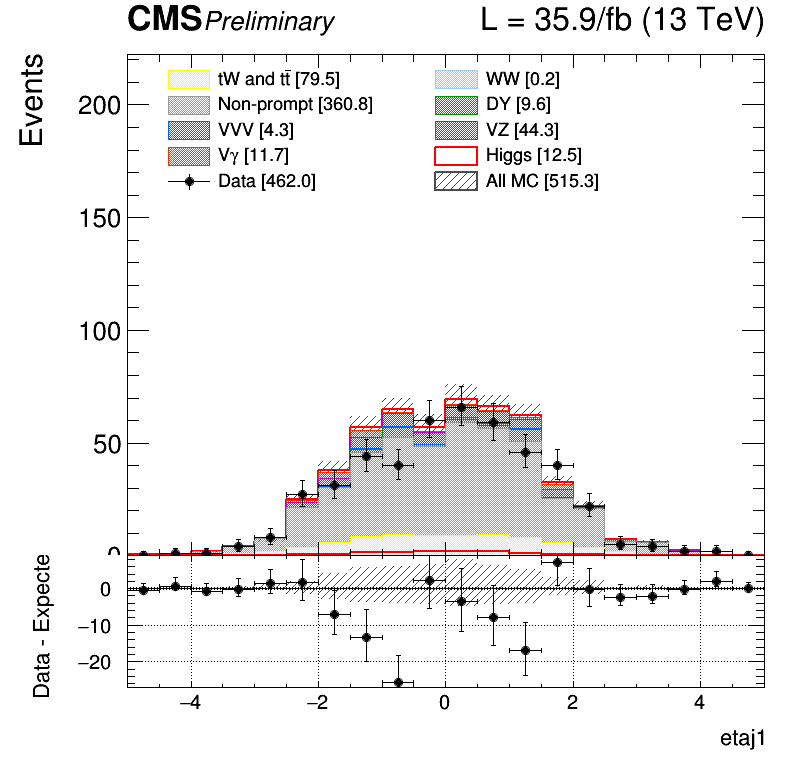 CMS Preliminary L = 35.9/fb (13 TeV)
Events
tW and tt̄ [79.5] WW [0.2]
Non-prompt [360.8] DY [9.6]
VVV [4.3] VZ [44.3]
Vγ [11.7] Higgs [12.5]
Data [462.0] All MC [515.3]
200
150
100
50
0
Data - Expecte
0
−10
−20
−4 −2 0 2 4
etaj1